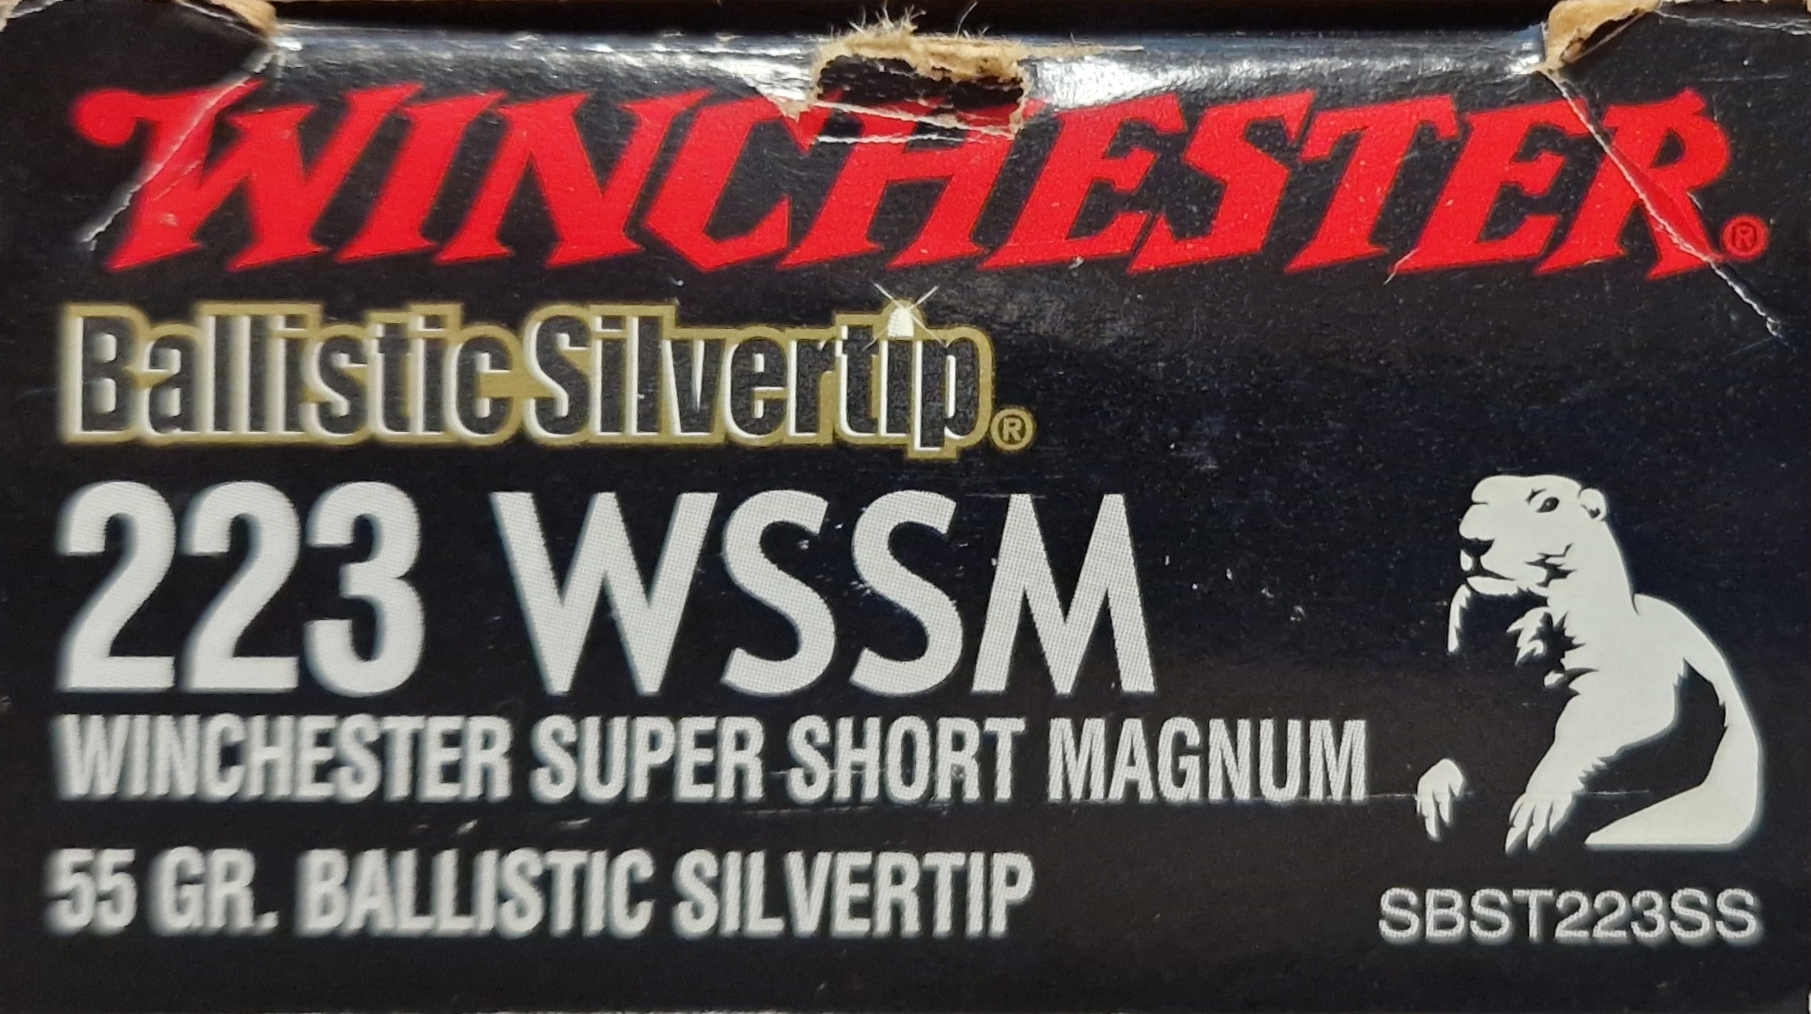 WINCHESTER®
Ballistic Silvertip®
223 WSSM
WINCHESTER SUPER SHORT MAGNUM
55 GR. BALLISTIC SILVERTIP
SBST223SS